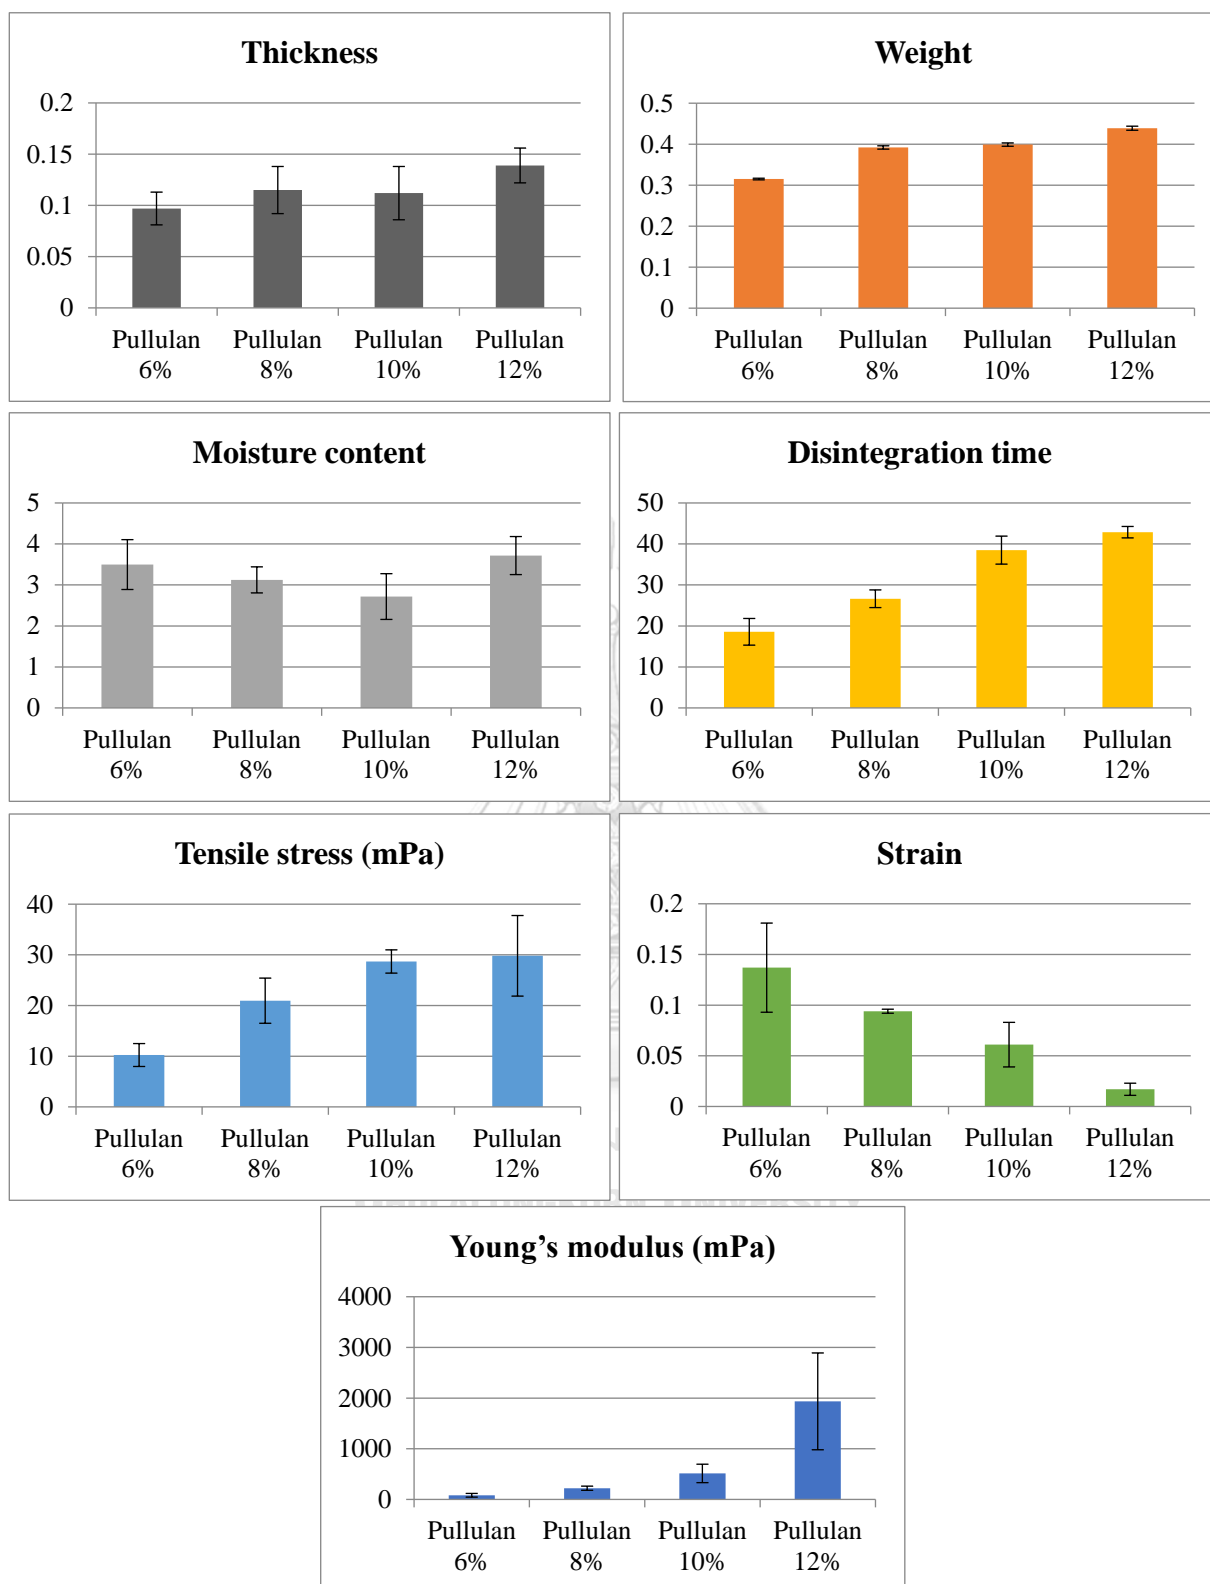 Thickness
0.2
0.15
0.1
0.05
0
Pullulan Pullulan Pullulan Pullulan
6% 8% 10% 12%
Weight
0.5
0.4
0.3
0.2
0.1
0
Pullulan Pullulan Pullulan Pullulan
6% 8% 10% 12%
Moisture content
5
4
3
2
1
0
Pullulan Pullulan Pullulan Pullulan
6% 8% 10% 12%
Disintegration time
50
40
30
20
10
0
Pullulan Pullulan Pullulan Pullulan
6% 8% 10% 12%
Tensile stress (mPa)
40
30
20
10
0
Pullulan Pullulan Pullulan Pullulan
6% 8% 10% 12%
Strain
0.2
0.15
0.1
0.05
0
Pullulan Pullulan Pullulan Pullulan
6% 8% 10% 12%
Young’s modulus (mPa)
4000
3000
2000
1000
0
Pullulan Pullulan Pullulan Pullulan
6% 8% 10% 12%